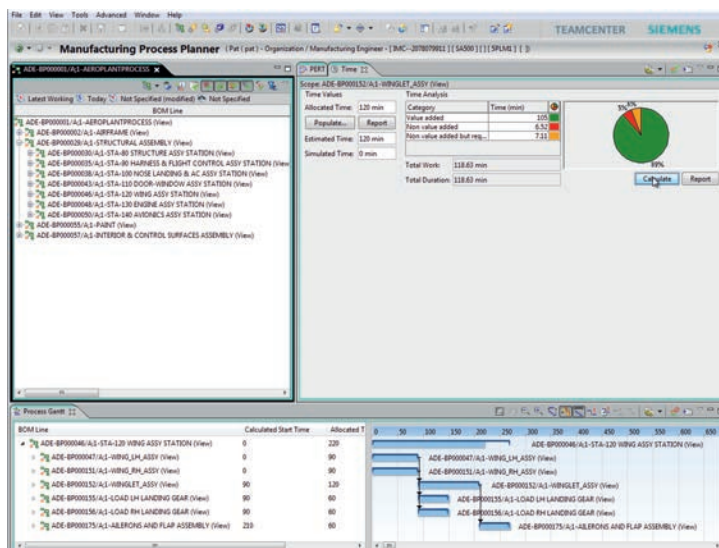 File Edit View Tools Advanced Window Help
TEAMCENTER SIEMENS
Manufacturing Process Planner
ADE-BP000001/A;1-AEROPLANTPROCESS
Latest Working Today Not Specified (modified) Not Specified
BOM Line
ADE-BP000001/A;1-AEROPLANTPROCESS (View)
ADE-BP000002/A;1-AIRFRAME (View)
ADE-BP000028/A;1-STRUCTURAL ASSEMBLY (View)
ADE-BP000030/A;1-STA-80 STRUCTURE ASSY STATION (View)
ADE-BP000035/A;1-STA-90 HARNESS & FLIGHT CONTROL ASSY STATION (View
ADE-BP000038/A;1-STA-100 NOSE LANDING & AC ASSY STATION (View)
ADE-BP000043/A;1-STA-110 DOOR-WINDOW ASSY STATION (View)
ADE-BP000046/A;1-STA-120 WING ASSY STATION (View)
ADE-BP000048/A;1-STA-130 ENGINE ASSY STATION (View)
ADE-BP000050/A;1-STA-140 AVIONICS ASSY STATION (View)
ADE-BP000055/A;1-PAINT (View)
ADE-BP000057/A;1-INTERIOR & CONTROL SURFACES ASSEMBLY (View)
PERT Time
Scope: ADE-BP000152/A;1-WINGLET_ASSY (View)
Time Values
Allocated Time: 120 min
Populate... Report
Estimated Time: 120 min
Simulated Time: 0 min
Time Analysis
Category Time (min)
Value added 105
Non value added 6.52
Non value added but req... 7.11
Total Work: 118.63 min
Total Duration: 118.63 min
5% 6%
89%
Calculate Report
Process Gantt
BOM Line Calculated Start Time Allocated T
ADE-BP000046/A;1-STA-120 WING ASSY STATION (View) 0 220
ADE-BP000047/A;1-WING_LH_ASSY (View) 0 90
ADE-BP000151/A;1-WING_RH_ASSY (View) 0 90
ADE-BP000152/A;1-WINGLET_ASSY (View) 90 120
ADE-BP000155/A;1-LOAD LH LANDING GEAR (View) 90 60
ADE-BP000156/A;1-LOAD RH LANDING GEAR (View) 90 60
ADE-BP000175/A;1-AILERONS AND FLAP ASSEMBLY (View) 210 60
0 50 100 150 200 250 300 350 400 450 500 550 600 650
ADE-BP000046/A;1-STA-120 WING ASSY STATION (View)
ADE-BP000047/A;1-WING_LH_ASSY (View)
ADE-BP000151/A;1-WING_RH_ASSY (View)
ADE-BP000152/A;1-WINGLET_ASSY (View)
ADE-BP000155/A;1-LOAD LH LANDING GEAR (View)
ADE-BP000156/A;1-LOAD RH LANDING GEAR (View)
ADE-BP000175/A;1-AILERONS AND FLAP ASSEMBLY (View)